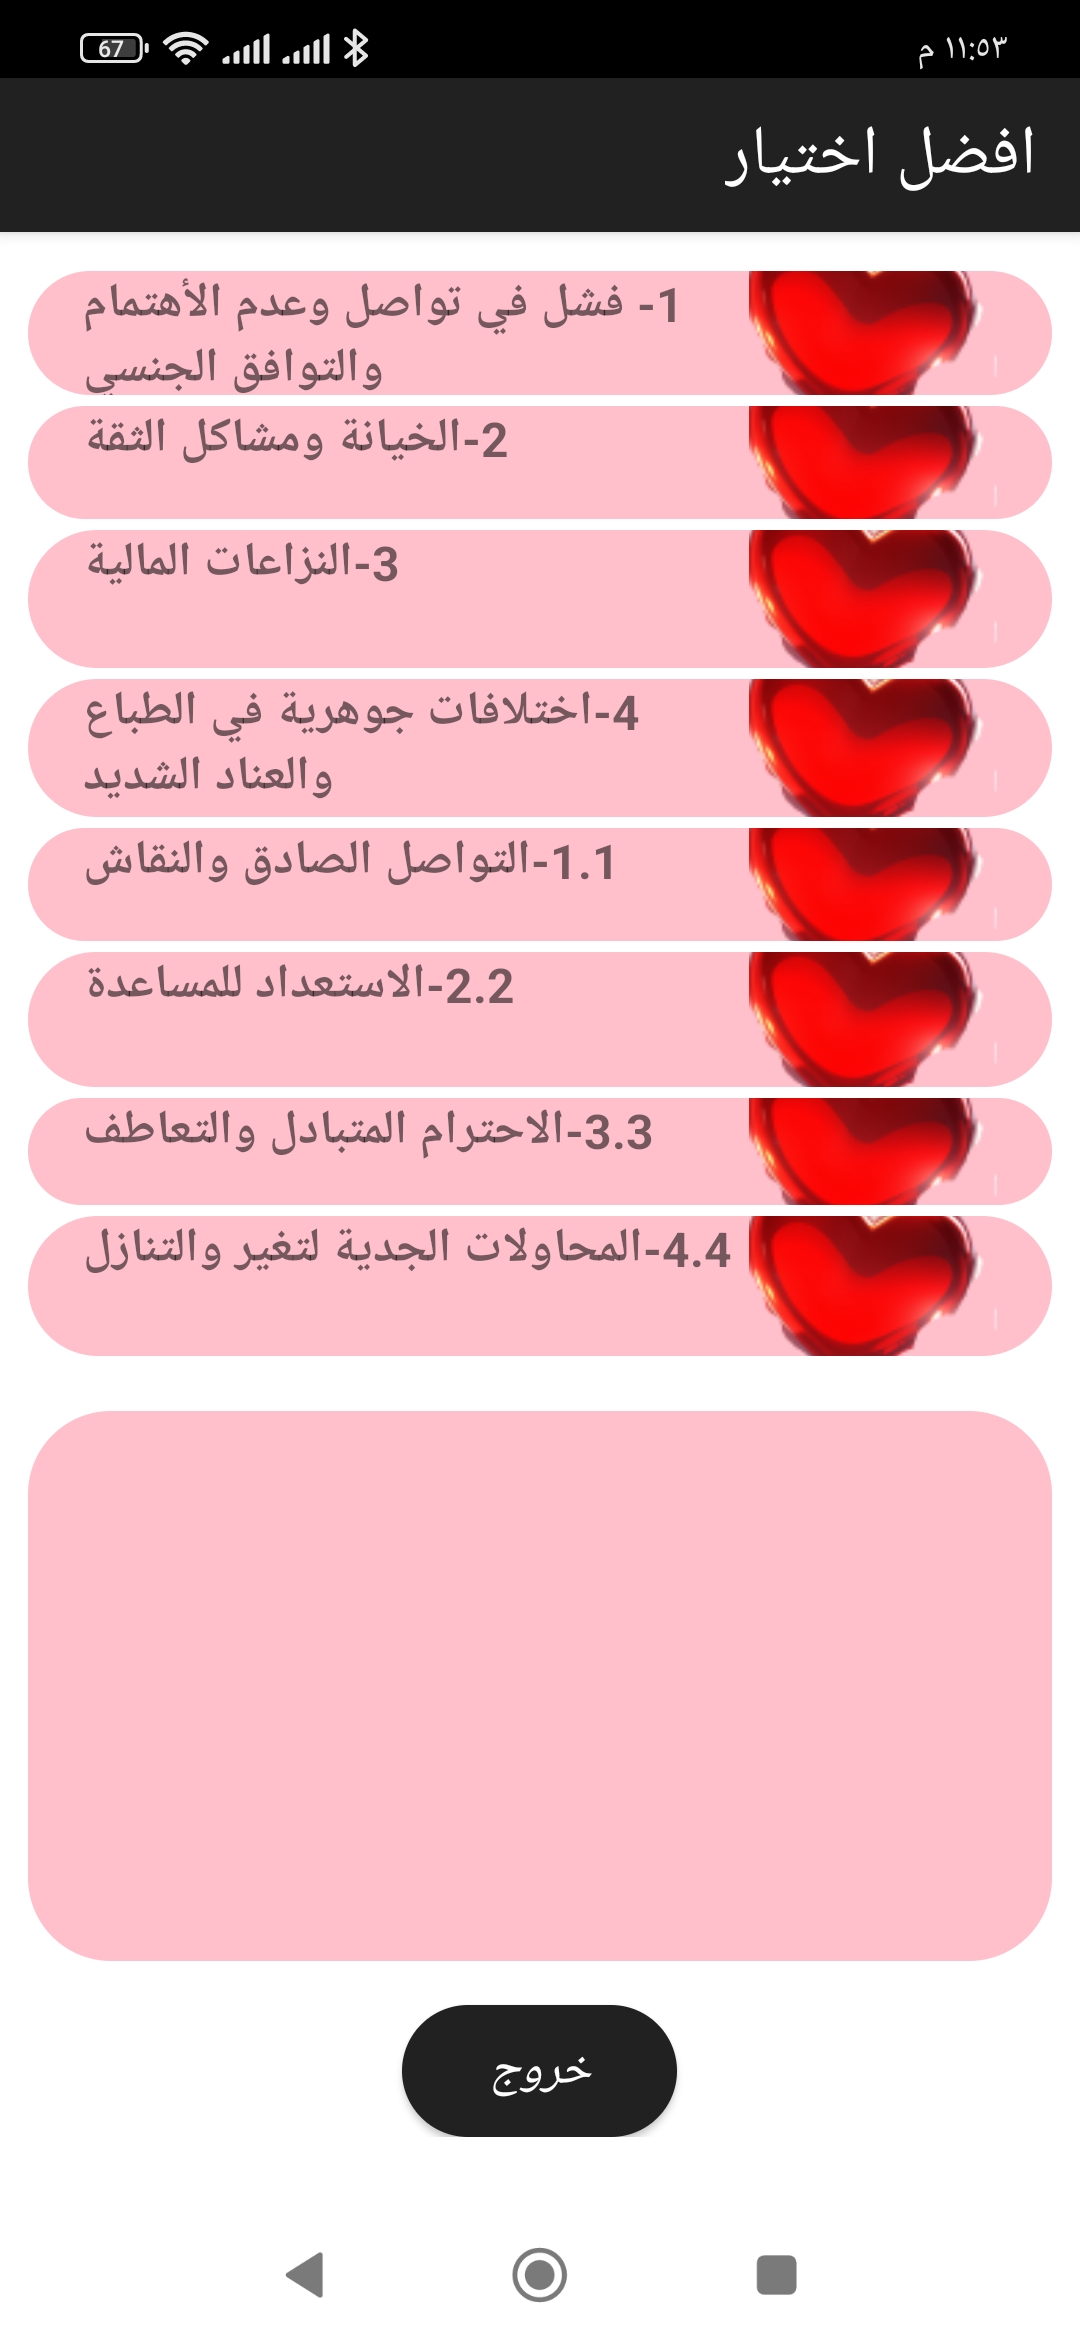 67
١١:٥٣ م
افضل اختيار
1- فشل في تواصل وعدم الأهتمام
والتوافق الجنسي
2-الخيانة ومشاكل الثقة
3-النزاعات المالية
4-اختلافات جوهرية في الطباع
والعناد الشديد
1.1-التواصل الصادق والنقاش
2.2-الاستعداد للمساعدة
3.3-الاحترام المتبادل والتعاطف
4.4-المحاولات الجدية لتغير والتنازل
خروج